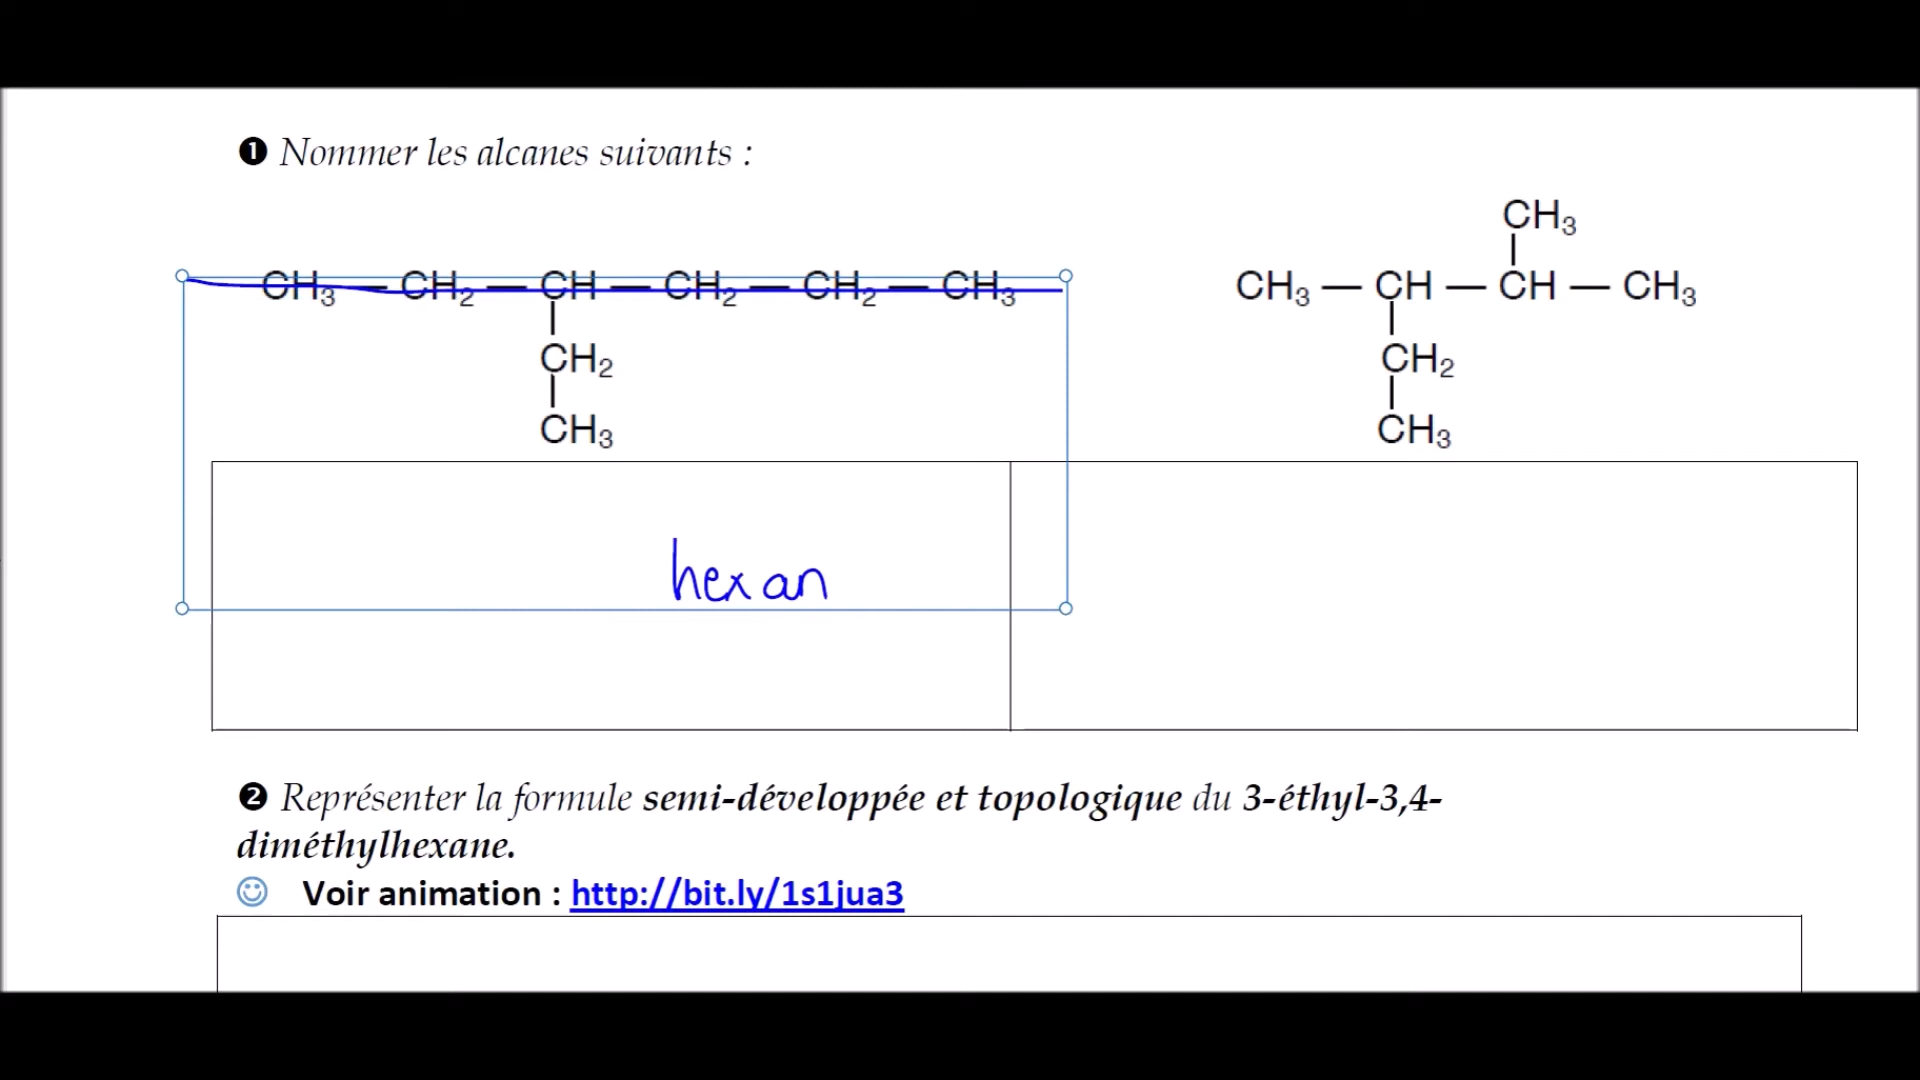 ❶ Nommer les alcanes suivants :
CH₃
CH₃ — CH₂ — CH — CH₂ — CH₂ — CH₃
CH₃ — CH — CH — CH₃
CH₂
CH₂
CH₃
CH₃
hexan
❷ Représenter la formule semi-développée et topologique du 3-éthyl-3,4-
diméthylhexane.
☺ Voir animation : http://bit.ly/1s1jua3